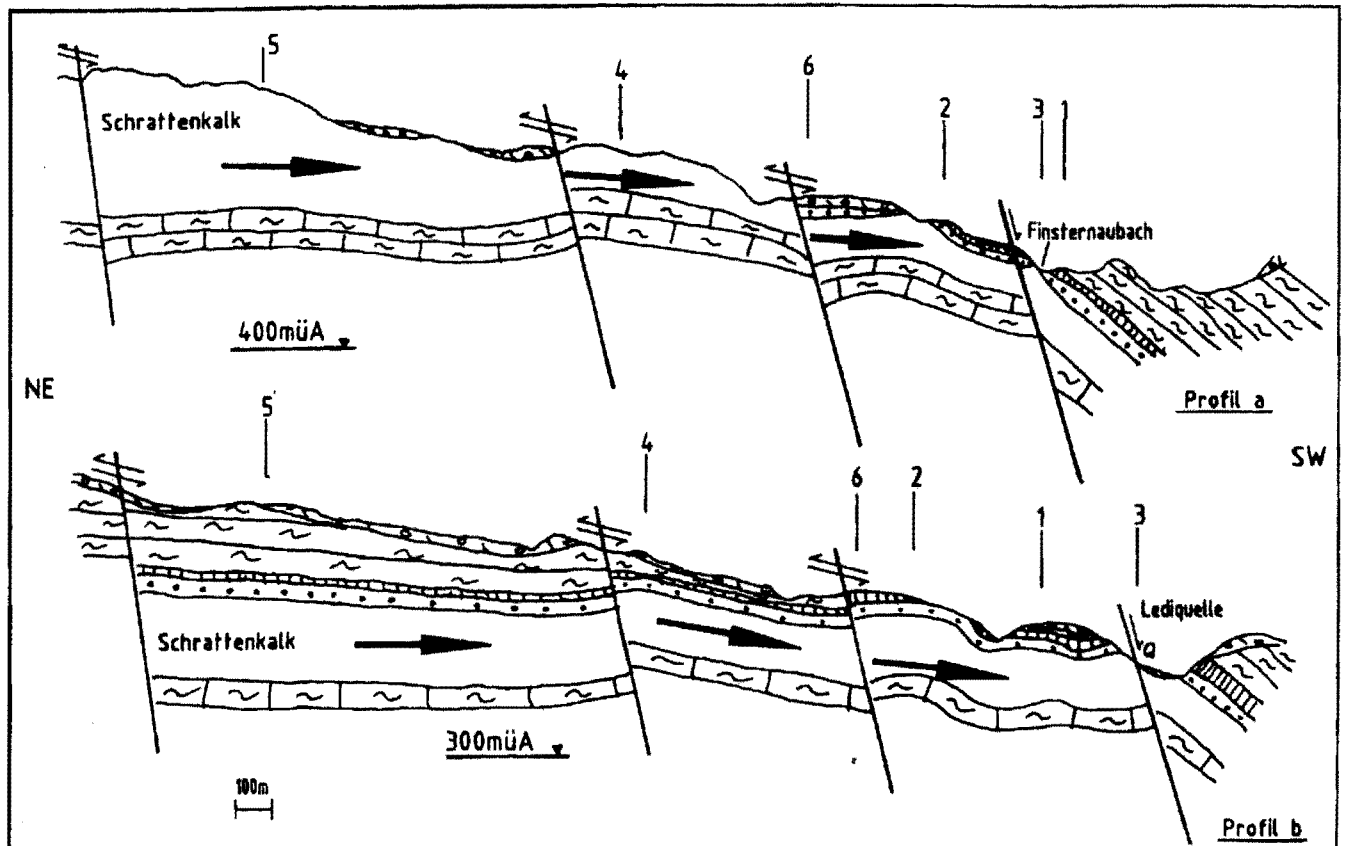 5
4
6
2
3
1
Schrattenkalk
Finsternaubach
400müA
Profil a
NE
SW
5
4
6
2
1
3
Lediquelle
Q
Schrattenkalk
300müA
100m
Profil b